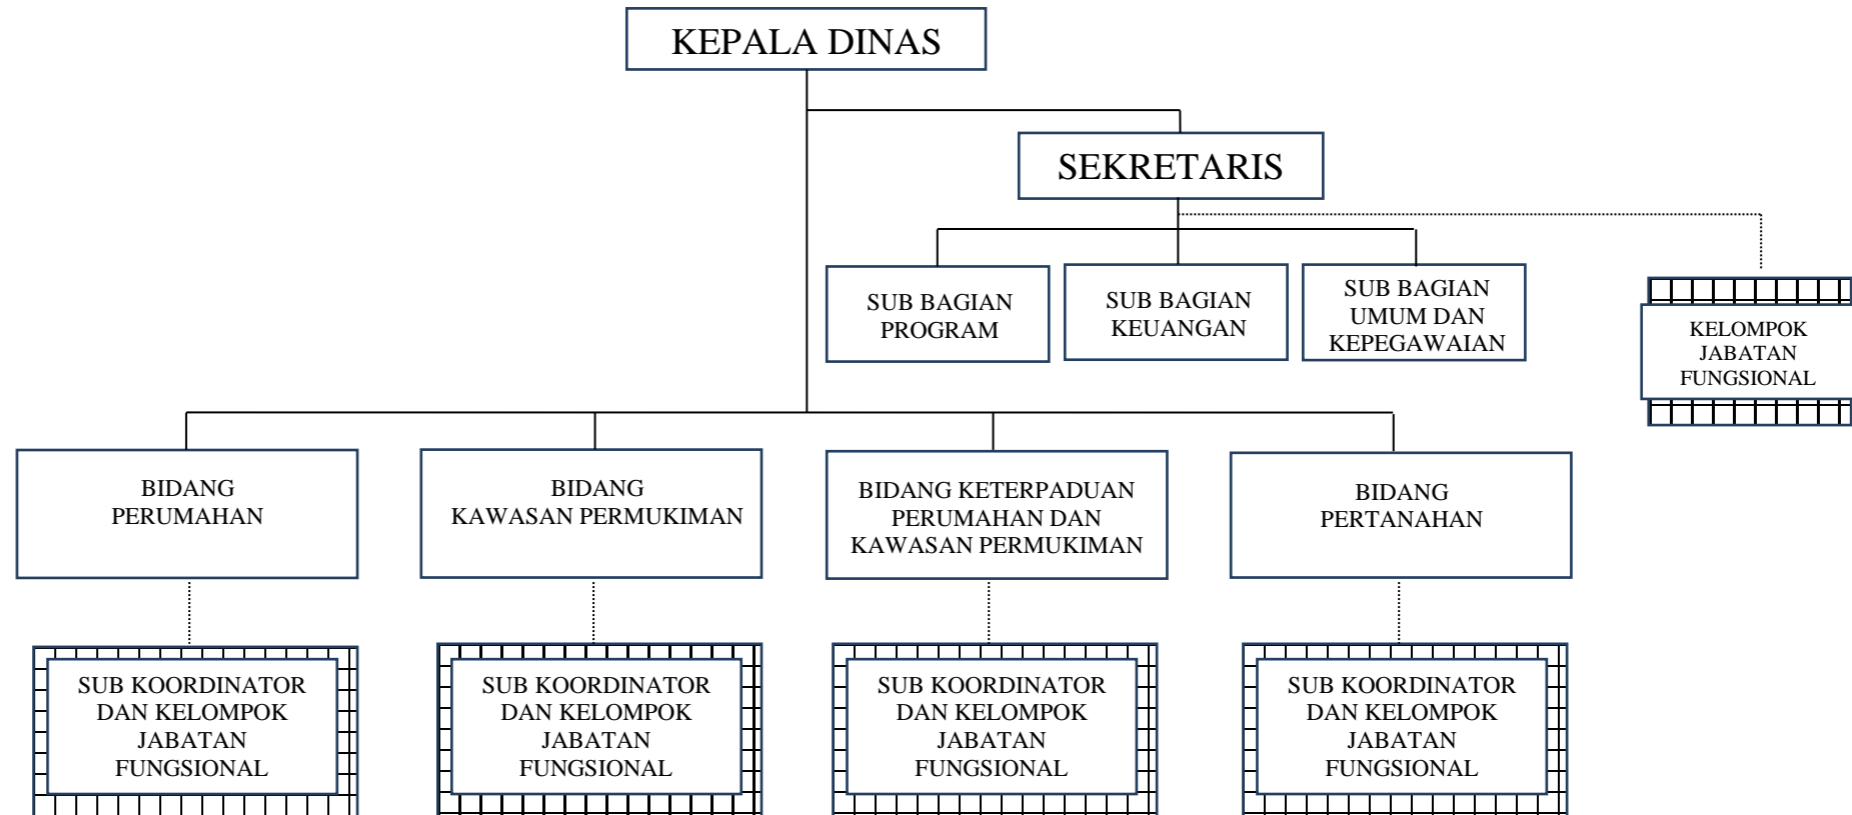 KEPALA DINAS
SEKRETARIS
SUB BAGIAN
PROGRAM
SUB BAGIAN
KEUANGAN
SUB BAGIAN
UMUM DAN
KEPEGAWAIAN
KELOMPOK
JABATAN
FUNGSIONAL
BIDANG
PERUMAHAN
BIDANG
KAWASAN PERMUKIMAN
BIDANG KETERPADUAN
PERUMAHAN DAN
KAWASAN PERMUKIMAN
BIDANG
PERTANAHAN
SUB KOORDINATOR
DAN KELOMPOK
JABATAN
FUNGSIONAL
SUB KOORDINATOR
DAN KELOMPOK
JABATAN
FUNGSIONAL
SUB KOORDINATOR
DAN KELOMPOK
JABATAN
FUNGSIONAL
SUB KOORDINATOR
DAN KELOMPOK
JABATAN
FUNGSIONAL